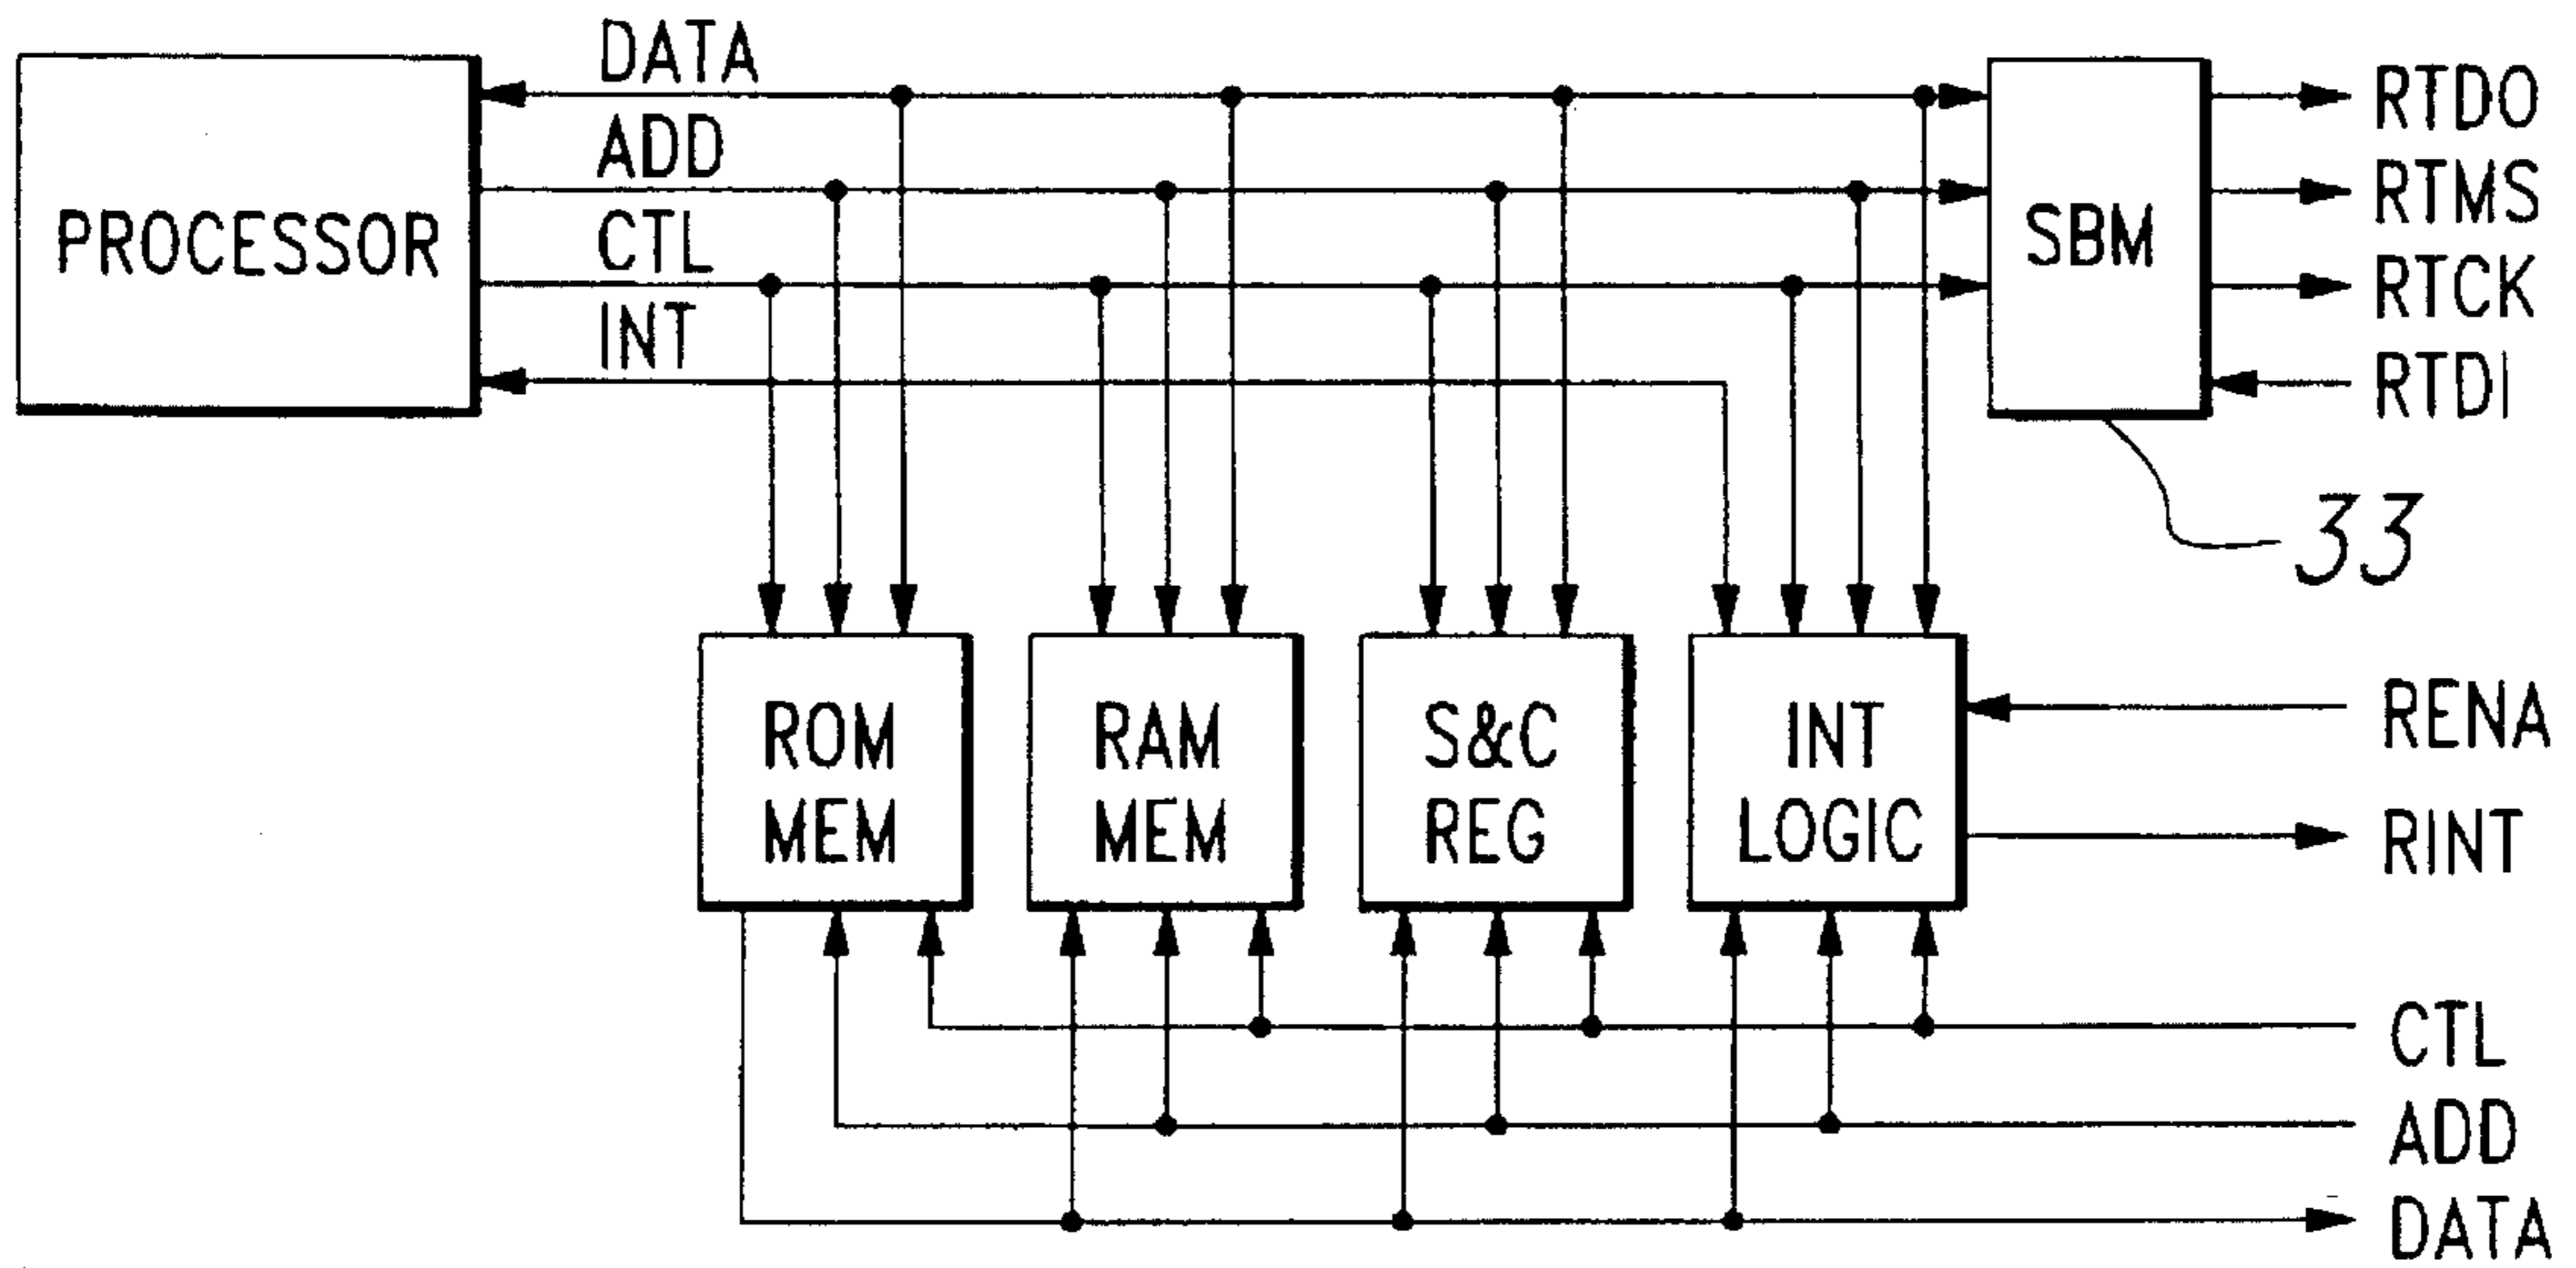 DATA
ADD
CTL
INT
PROCESSOR
SBM
RTDO
RTMS
RTCK
RTDI
33
ROM
MEM
RAM
MEM
S&C
REG
INT
LOGIC
RENA
RINT
CTL
ADD
DATA